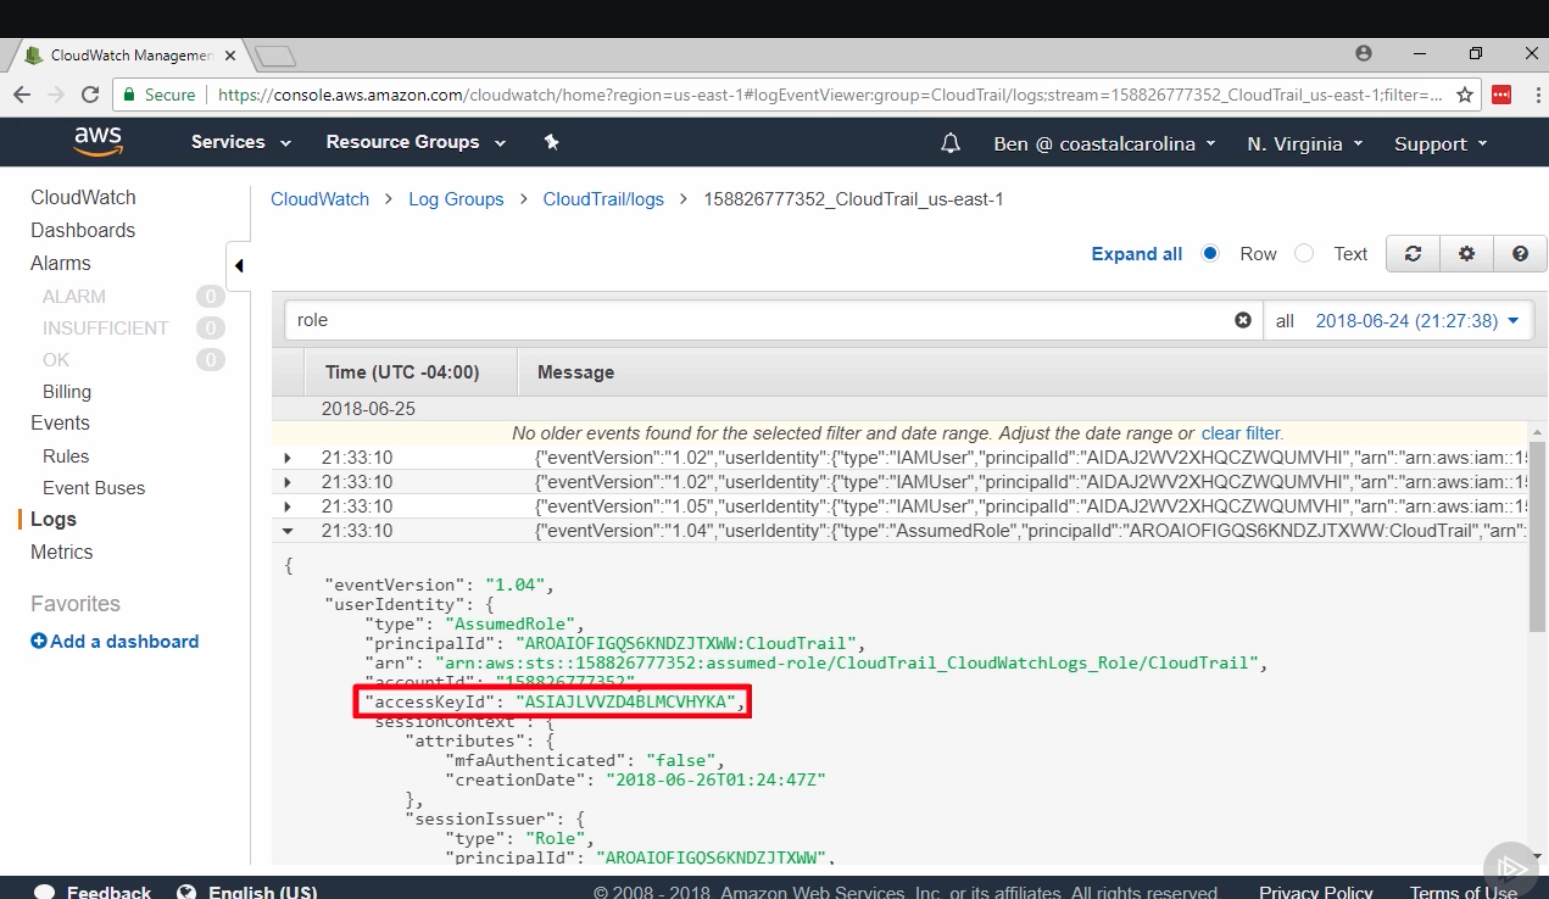 CloudWatch Managemen
Secure https://console.aws.amazon.com/cloudwatch/home?region=us-east-1#logEventViewer:group=CloudTrail/logs;stream=158826777352_CloudTrail_us-east-1;filter=...
aws Services Resource Groups Ben @ coastalcarolina N. Virginia Support
CloudWatch
Dashboards
Alarms
ALARM 0
INSUFFICIENT 0
OK 0
Billing
Events
Rules
Event Buses
Logs
Metrics
Favorites
Add a dashboard
CloudWatch > Log Groups > CloudTrail/logs > 158826777352_CloudTrail_us-east-1
Expand all Row Text
role all 2018-06-24 (21:27:38)
Time (UTC -04:00) Message
2018-06-25
No older events found for the selected filter and date range. Adjust the date range or clear filter.
21:33:10 {"eventVersion":"1.02","userIdentity":{"type":"IAMUser","principalId":"AIDAJ2WV2XHQCZWQUMVHI","arn":"arn:aws:iam::15
21:33:10 {"eventVersion":"1.02","userIdentity":{"type":"IAMUser","principalId":"AIDAJ2WV2XHQCZWQUMVHI","arn":"arn:aws:iam::15
21:33:10 {"eventVersion":"1.05","userIdentity":{"type":"IAMUser","principalId":"AIDAJ2WV2XHQCZWQUMVHI","arn":"arn:aws:iam::15
21:33:10 {"eventVersion":"1.04","userIdentity":{"type":"AssumedRole","principalId":"AROAIOFIGQS6KNDZJTXWW:CloudTrail","arn":
{
"eventVersion": "1.04",
"userIdentity": {
"type": "AssumedRole",
"principalId": "AROAIOFIGQS6KNDZJTXWW:CloudTrail",
"arn": "arn:aws:sts::158826777352:assumed-role/CloudTrail_CloudWatchLogs_Role/CloudTrail",
"accountId": "158826777352",
"accessKeyId": "ASIAJLVVZD4BLMCVHYKA",
"sessionContext": {
"attributes": {
"mfaAuthenticated": "false",
"creationDate": "2018-06-26T01:24:47Z"
},
"sessionIssuer": {
"type": "Role",
"principalId": "AROAIOFIGQS6KNDZJTXWW",
Feedback English (US) © 2008 - 2018, Amazon Web Services, Inc. or its affiliates. All rights reserved. Privacy Policy Terms of Use